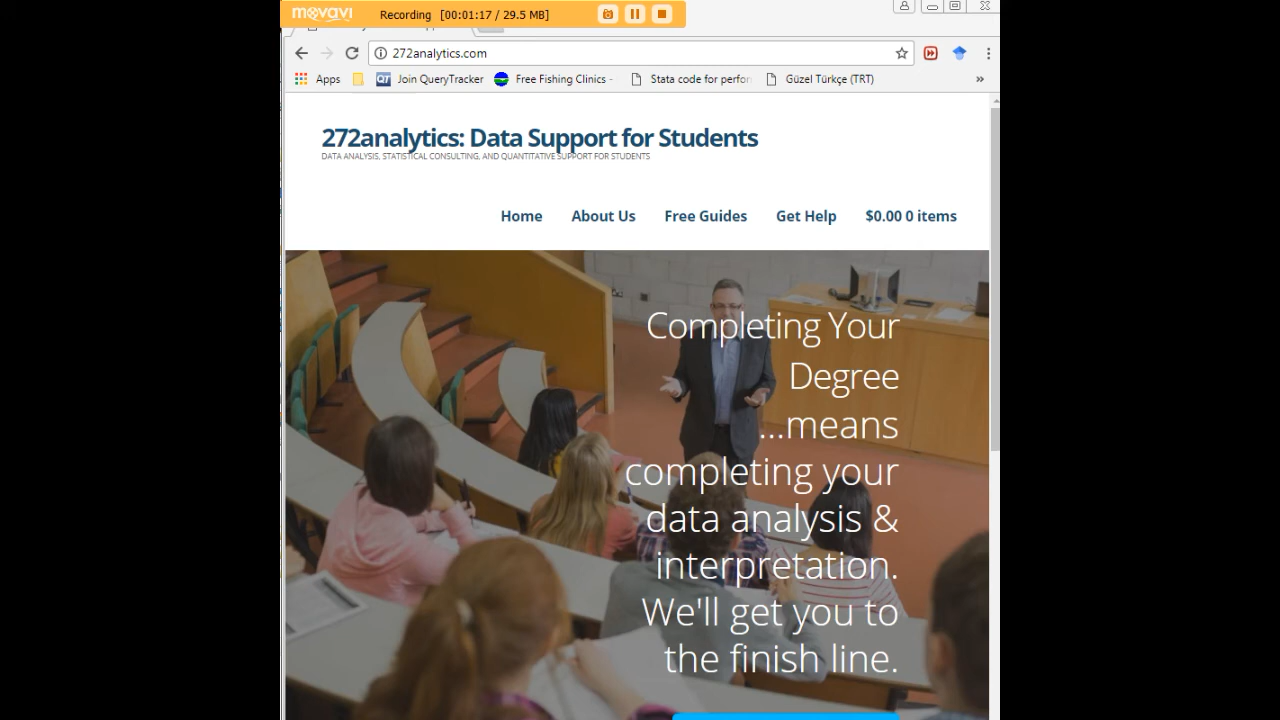 movavi Recording [00:01:17 / 29.5 MB]
272analytics.com
Apps QT Join QueryTracker Free Fishing Clinics - Stata code for perfor Güzel Türkçe (TRT) »
272analytics: Data Support for Students
DATA ANALYSIS, STATISTICAL CONSULTING, AND QUANTITATIVE SUPPORT FOR STUDENTS
Home About Us Free Guides Get Help $0.00 0 items
Completing Your
Degree
...means
completing your
data analysis &
interpretation.
We'll get you to
the finish line.